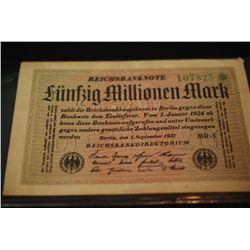 REICHSBANKNOTE
107825
Fünfzig Millionen Mark
zahlt die Reichsbankhauptkasse in Berlin gegen diese
Banknote dem Einlieferer. Vom 1. Januar 1924 ab
kann diese Banknote aufgerufen und unter Umtausch
gegen andere gesetzliche Zahlungsmittel eingezogen
werden
MR-
Berlin, den 1. September 1923
REICHSBANKDIREKTORIUM